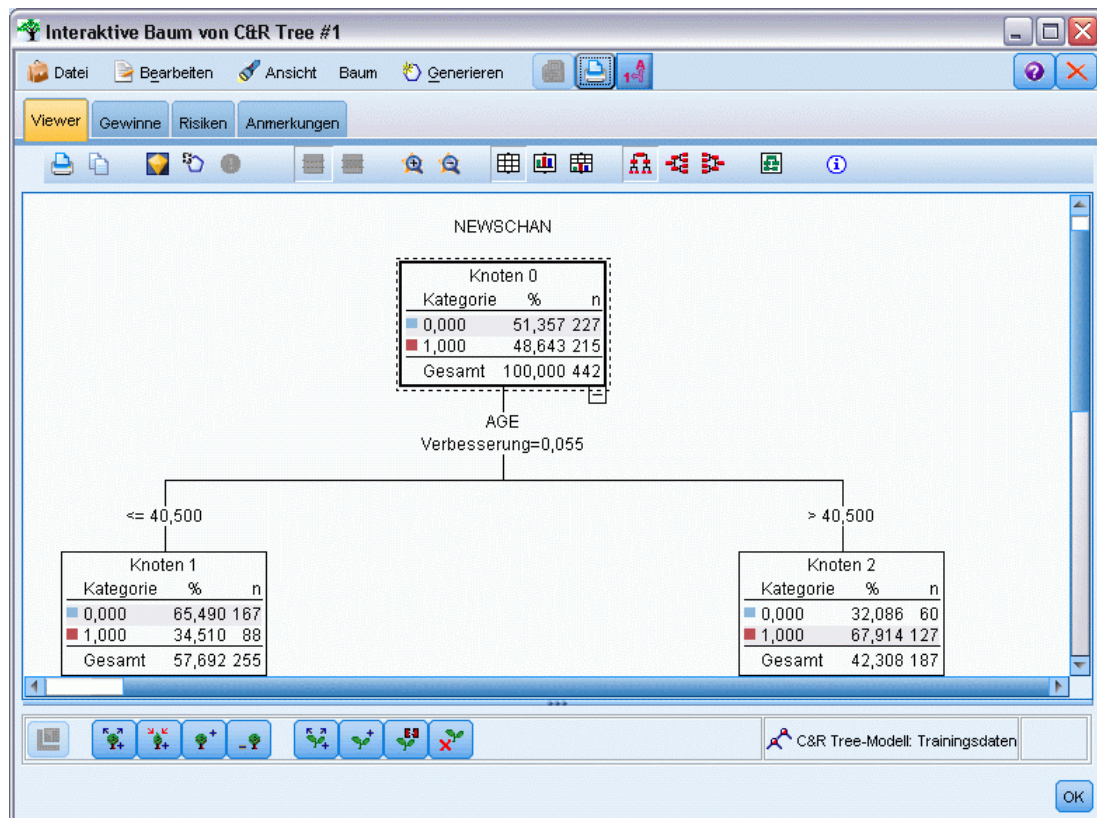 Interaktive Baum von C&R Tree #1
Datei Bearbeiten Ansicht Baum Generieren
Viewer Gewinne Risiken Anmerkungen
NEWSCHAN
Knoten 0
Kategorie % n
0,000 51,357 227
1,000 48,643 215
Gesamt 100,000 442
AGE
Verbesserung=0,055
<= 40,500
> 40,500
Knoten 1
Kategorie % n
0,000 65,490 167
1,000 34,510 88
Gesamt 57,692 255
Knoten 2
Kategorie % n
0,000 32,086 60
1,000 67,914 127
Gesamt 42,308 187
C&R Tree-Modell: Trainingsdaten
OK